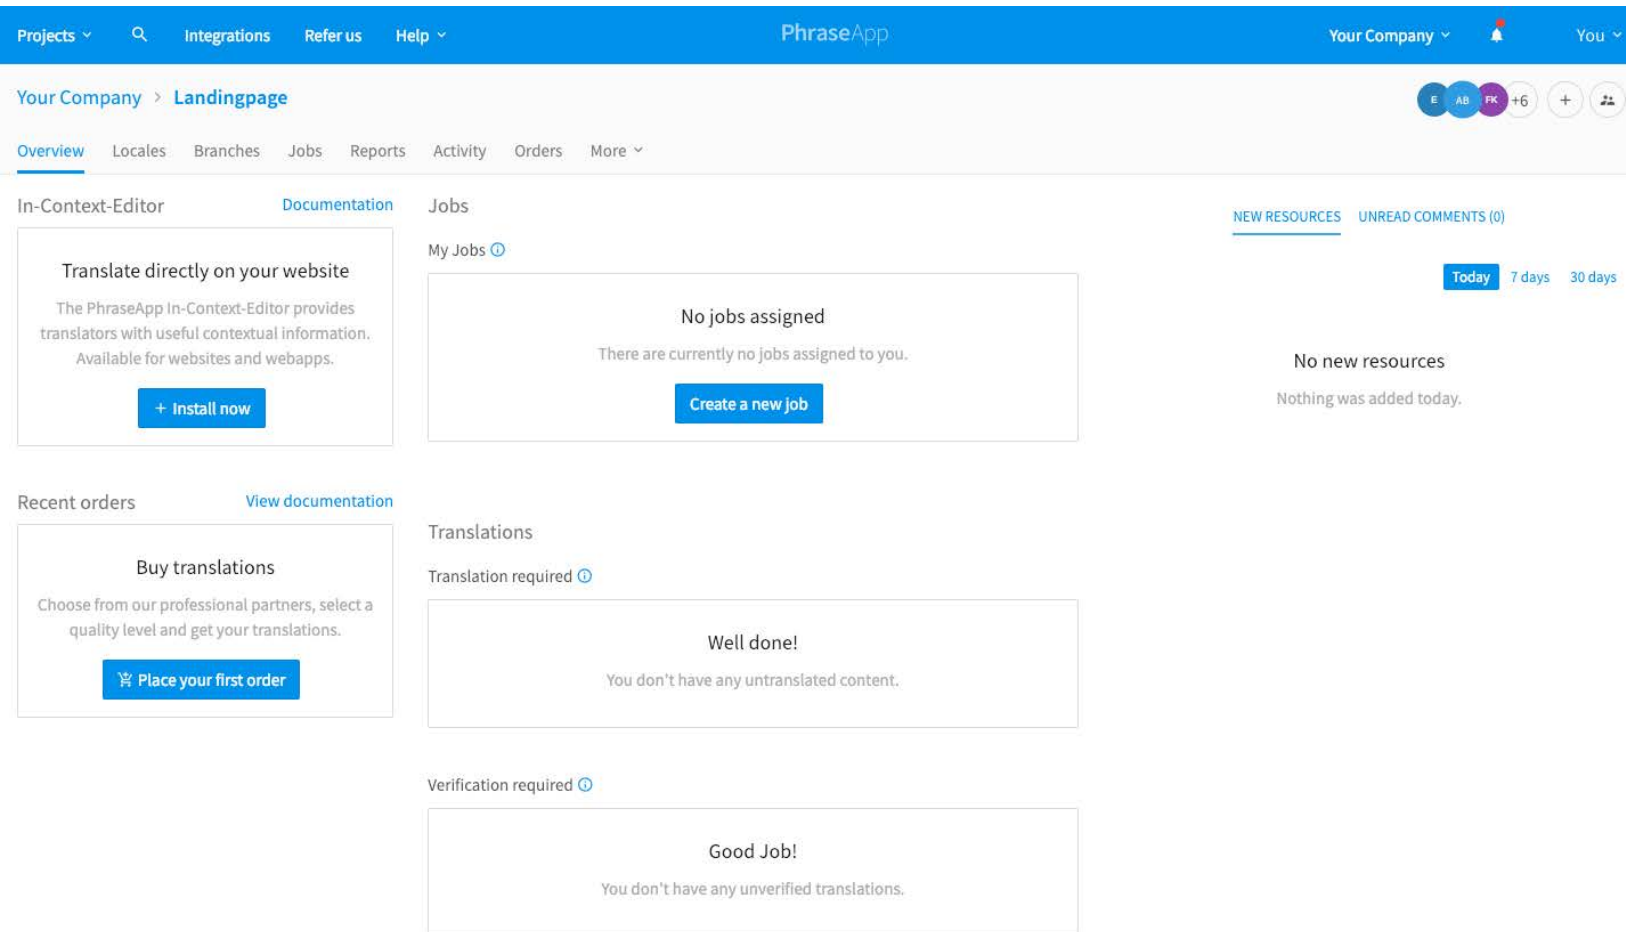 Projects
Integrations
Refer us
Help
PhraseApp
Your Company
You
Your Company > Landingpage
E
AB
FK
+6
+
Overview
Locales
Branches
Jobs
Reports
Activity
Orders
More
In-Context-Editor
Documentation
Translate directly on your website
The PhraseApp In-Context-Editor provides
translators with useful contextual information.
Available for websites and webapps.
+ Install now
Recent orders
View documentation
Buy translations
Choose from our professional partners, select a
quality level and get your translations.
Place your first order
Jobs
My Jobs
No jobs assigned
There are currently no jobs assigned to you.
Create a new job
Translations
Translation required
Well done!
You don't have any untranslated content.
Verification required
Good Job!
You don't have any unverified translations.
NEW RESOURCES
UNREAD COMMENTS (0)
Today
7 days
30 days
No new resources
Nothing was added today.